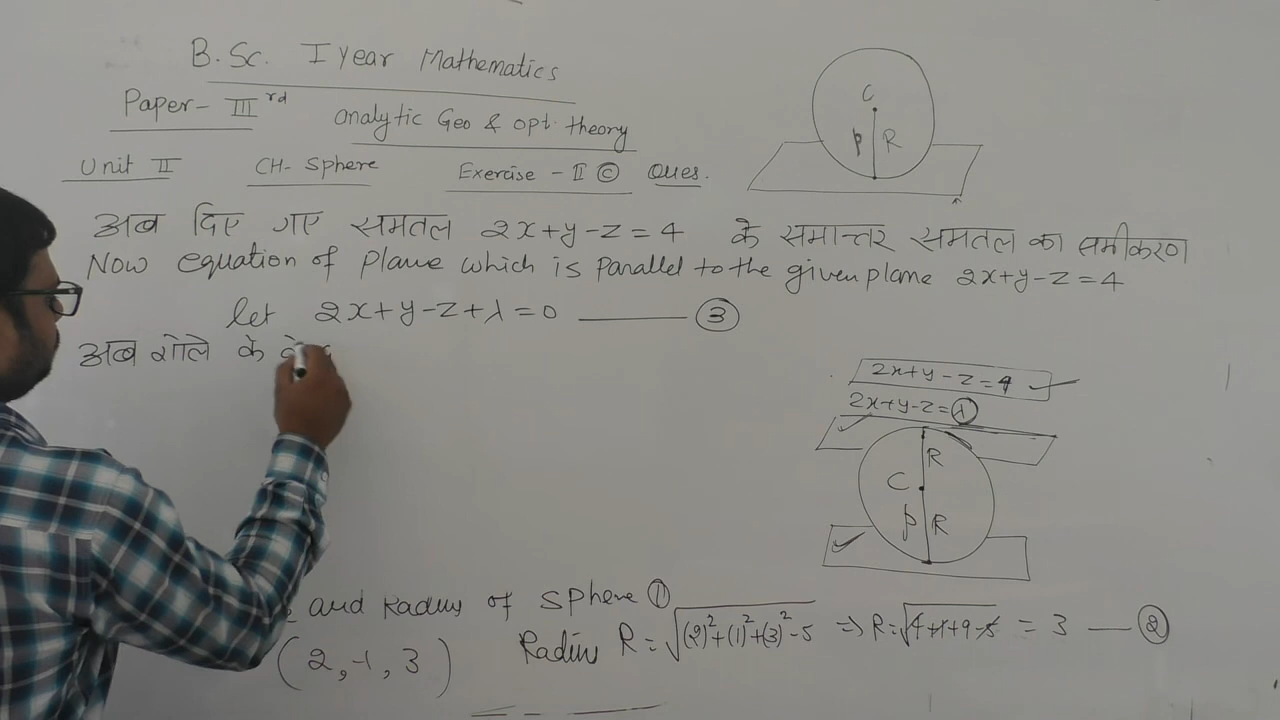 B.Sc. I year Mathematics
Paper- III rd Analytic Geo & Opt. theory
Unit II CH- Sphere Exercise - II (C) Ques.
अब दिए गए समतल 2x+y-z=4 के समान्तर समतल का समीकरण
Now equation of Plane which is Parallel to the given plane 2x+y-z=4
let 2x+y-z+λ=0 ——— ③
अब गोले के
C
p R
2x+y-z=4 ✓
2x+y-z=λ
R
C
p R
and Radius of Sphere ①
(2,-1,3) Radius R=√(2)²+(1)²+(3)²-5 ⇒ R=√4+1+9-5 = 3 — ②